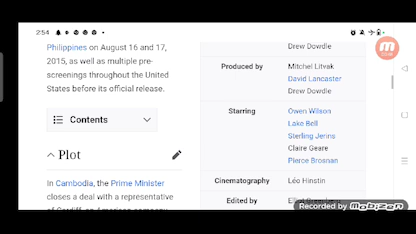 2:54
Philippines on August 16 and 17,
2015, as well as multiple pre-
screenings throughout the United
States before its official release.
Contents
Plot
In Cambodia, the Prime Minister
closes a deal with a representative
Drew Dowdle
Produced by
Mitchel Litvak
David Lancaster
Drew Dowdle
Starring
Owen Wilson
Lake Bell
Sterling Jerins
Claire Geare
Pierce Brosnan
Cinematography
Léo Hinstin
Edited by
Recorded by Mobizen